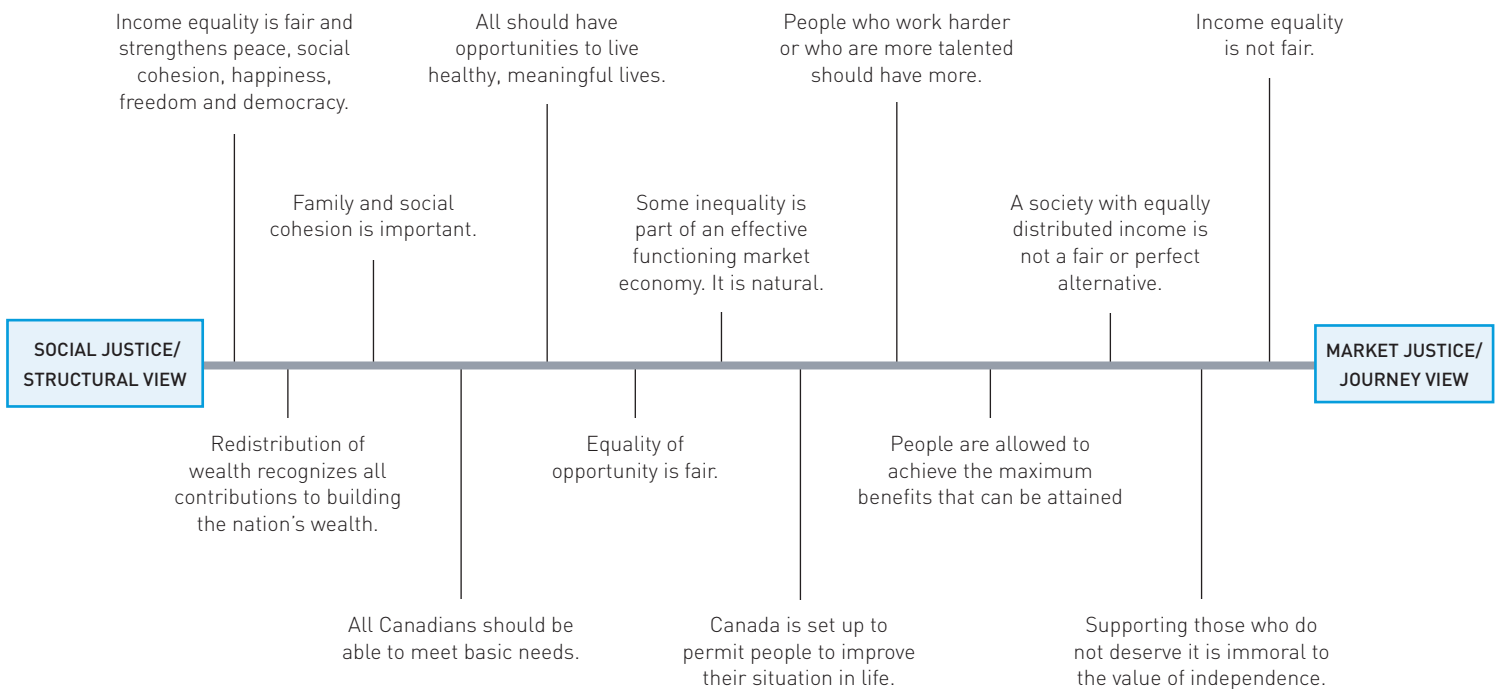 Income equality is fair and
strengthens peace, social
cohesion, happiness,
freedom and democracy.
All should have
opportunities to live
healthy, meaningful lives.
People who work harder
or who are more talented
should have more.
Income equality
is not fair.
Family and social
cohesion is important.
Some inequality is
part of an effective
functioning market
economy. It is natural.
A society with equally
distributed income is
not a fair or perfect
alternative.
SOCIAL JUSTICE/
STRUCTURAL VIEW
MARKET JUSTICE/
JOURNEY VIEW
Redistribution of
wealth recognizes all
contributions to building
the nation's wealth.
Equality of
opportunity is fair.
People are allowed to
achieve the maximum
benefits that can be attained
All Canadians should be
able to meet basic needs.
Canada is set up to
permit people to improve
their situation in life.
Supporting those who do
not deserve it is immoral to
the value of independence.